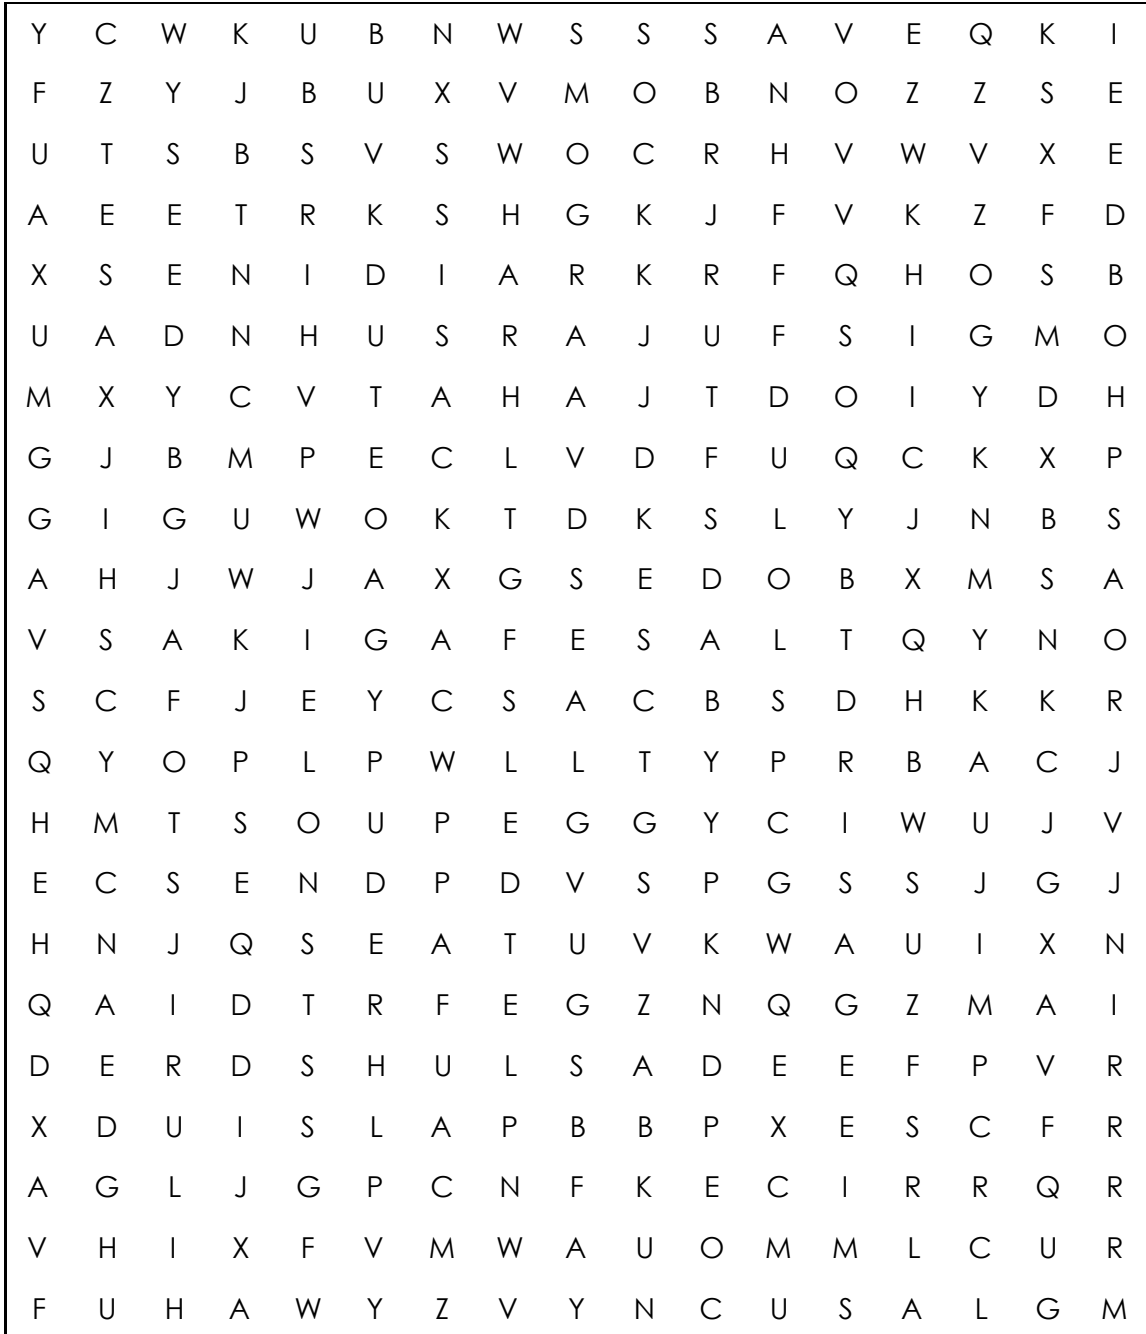 Y C W K U B N W S S S A V E Q K I
F Z Y J B U X V M O B N O Z Z S E
U T S B S V S W O C R H V W V X E
A E E T R K S H G K J F V K Z F D
X S E N I D I A R K R F Q H O S B
U A D N H U S R A J U F S I G M O
M X Y C V T A H A J T D O I Y D H
G J B M P E C L V D F U Q C K X P
G I G U W O K T D K S L Y J N B S
A H J W J A X G S E D O B X M S A
V S A K I G A F E S A L T Q Y N O
S C F J E Y C S A C B S D H K K R
Q Y O P L P W L L T Y P R B A C J
H M T S O U P E G G Y C I W U J V
E C S E N D P D V S P G S S J G J
H N J Q S E A T U V K W A U I X N
Q A I D T R F E G Z N Q G Z M A I
D E R D S H U L S A D E E F P V R
X D U I S L A P B B P X E S C F R
A G L J G P C N F K E C I R R Q R
V H I X F V M W A U O M M L C U R
F U H A W Y Z V Y N C U S A L G M